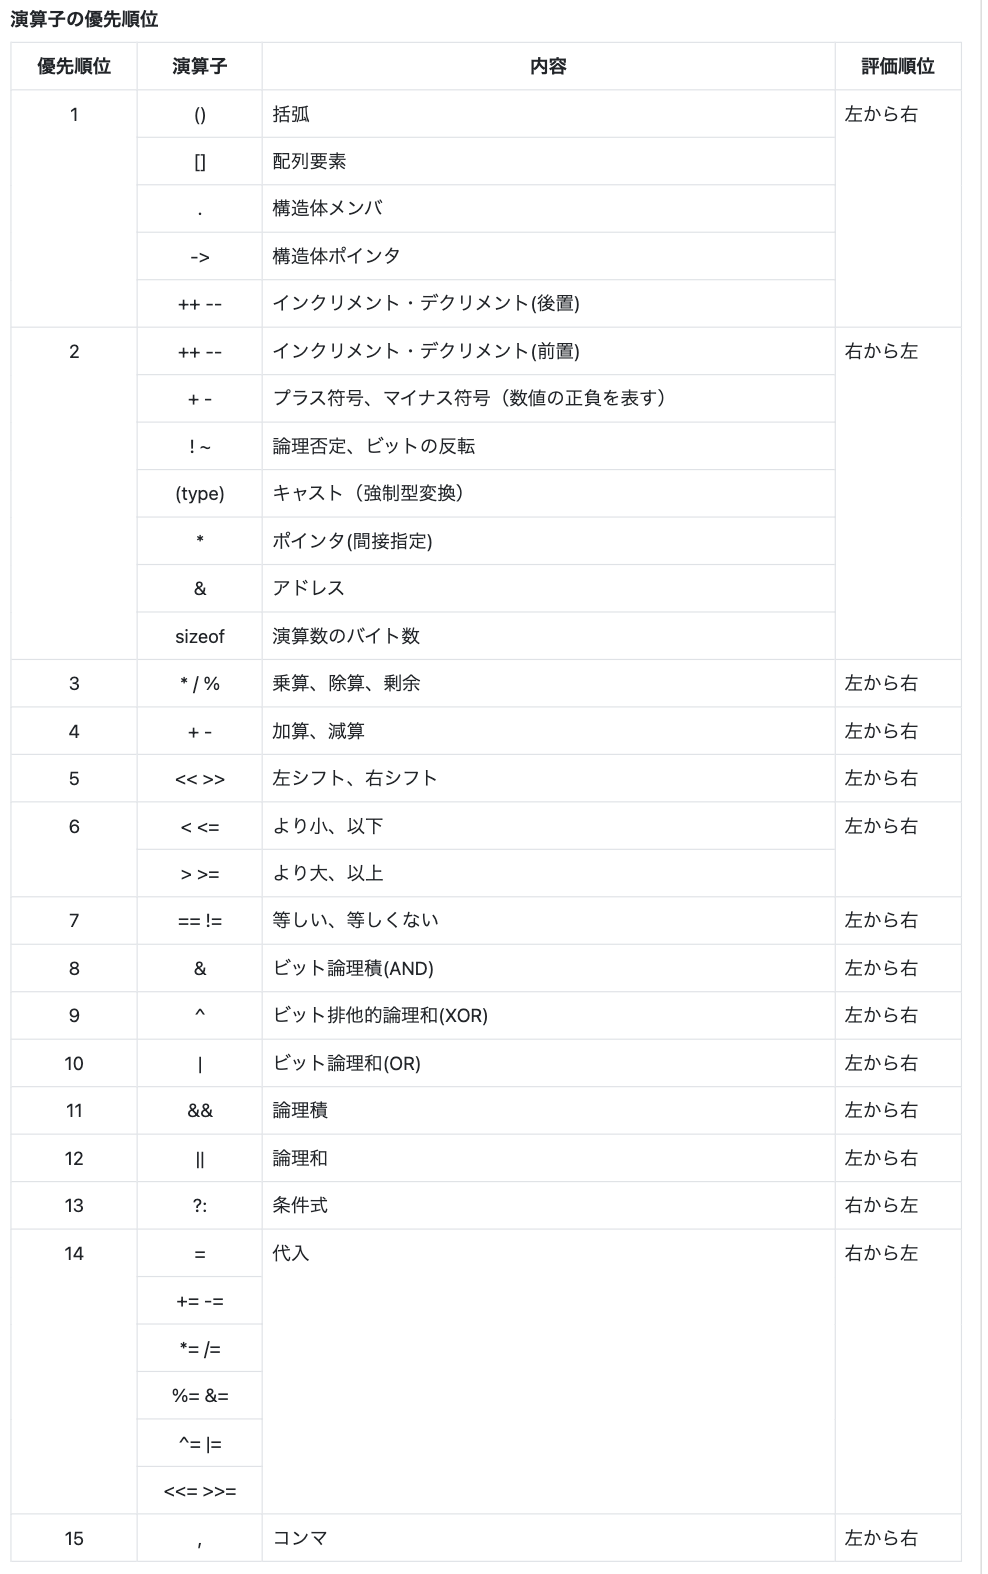 演算子の優先順位
優先順位 演算子 内容 評価順位
1 () 括弧 左から右
[] 配列要素
. 構造体メンバ
-> 構造体ポインタ
++ -- インクリメント・デクリメント(後置)
2 ++ -- インクリメント・デクリメント(前置) 右から左
+ - プラス符号、マイナス符号（数値の正負を表す）
! ~ 論理否定、ビットの反転
(type) キャスト（強制型変換）
* ポインタ(間接指定)
& アドレス
sizeof 演算数のバイト数
3 * / % 乗算、除算、剰余 左から右
4 + - 加算、減算 左から右
5 << >> 左シフト、右シフト 左から右
6 < <= より小、以下 左から右
> >= より大、以上
7 == != 等しい、等しくない 左から右
8 & ビット論理積(AND) 左から右
9 ^ ビット排他的論理和(XOR) 左から右
10 | ビット論理和(OR) 左から右
11 && 論理積 左から右
12 || 論理和 左から右
13 ?: 条件式 右から左
14 = 代入 右から左
+= -=
*= /=
%= &=
^= |=
<<= >>=
15 , コンマ 左から右